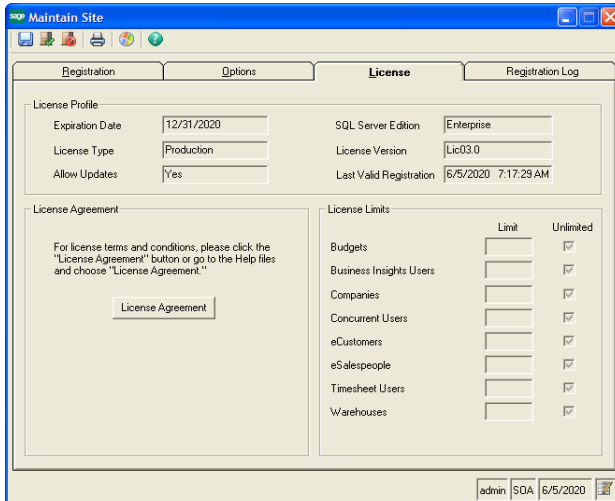 sage Maintain Site
Registration Options License Registration Log
License Profile
Expiration Date 12/31/2020 SQL Server Edition Enterprise
License Type Production License Version Lic03.0
Allow Updates Yes Last Valid Registration 6/5/2020 7:17:29 AM
License Agreement
For license terms and conditions, please click the
"License Agreement" button or go to the Help files
and choose "License Agreement."
License Agreement
License Limits
Limit Unlimited
Budgets
Business Insights Users
Companies
Concurrent Users
eCustomers
eSalespeople
Timesheet Users
Warehouses
admin SOA 6/5/2020